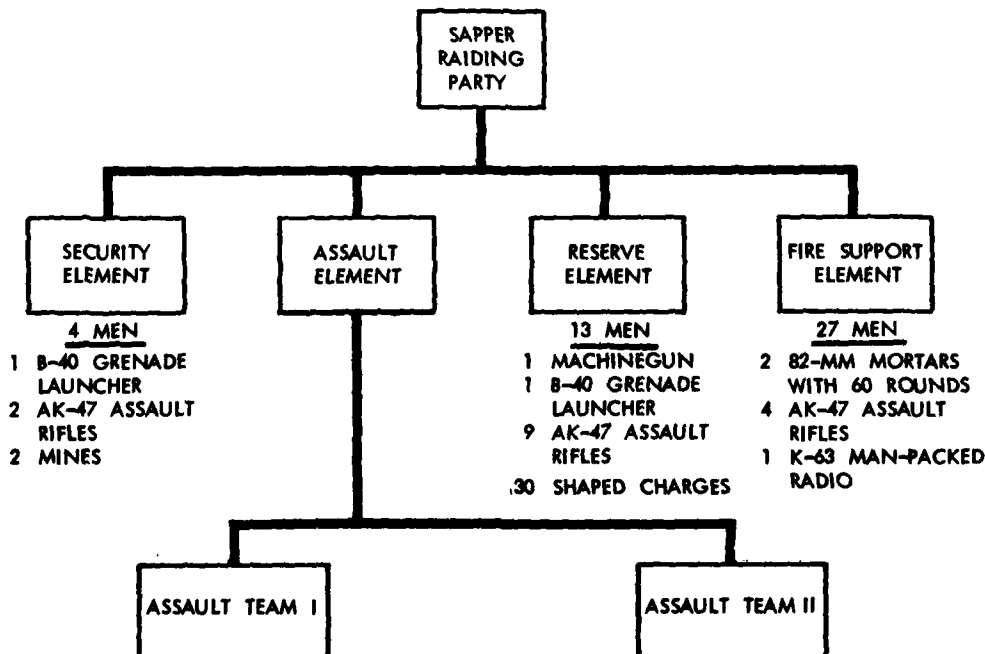 SAPPER
RAIDING
PARTY
SECURITY
ELEMENT
4 MEN
1 B-40 GRENADE
LAUNCHER
2 AK-47 ASSAULT
RIFLES
2 MINES
ASSAULT
ELEMENT
RESERVE
ELEMENT
13 MEN
1 MACHINEGUN
1 B-40 GRENADE
LAUNCHER
9 AK-47 ASSAULT
RIFLES
30 SHAPED CHARGES
FIRE SUPPORT
ELEMENT
27 MEN
2 82-MM MORTARS
WITH 60 ROUNDS
4 AK-47 ASSAULT
RIFLES
1 K-63 MAN-PACKED
RADIO
ASSAULT TEAM I
ASSAULT TEAM II